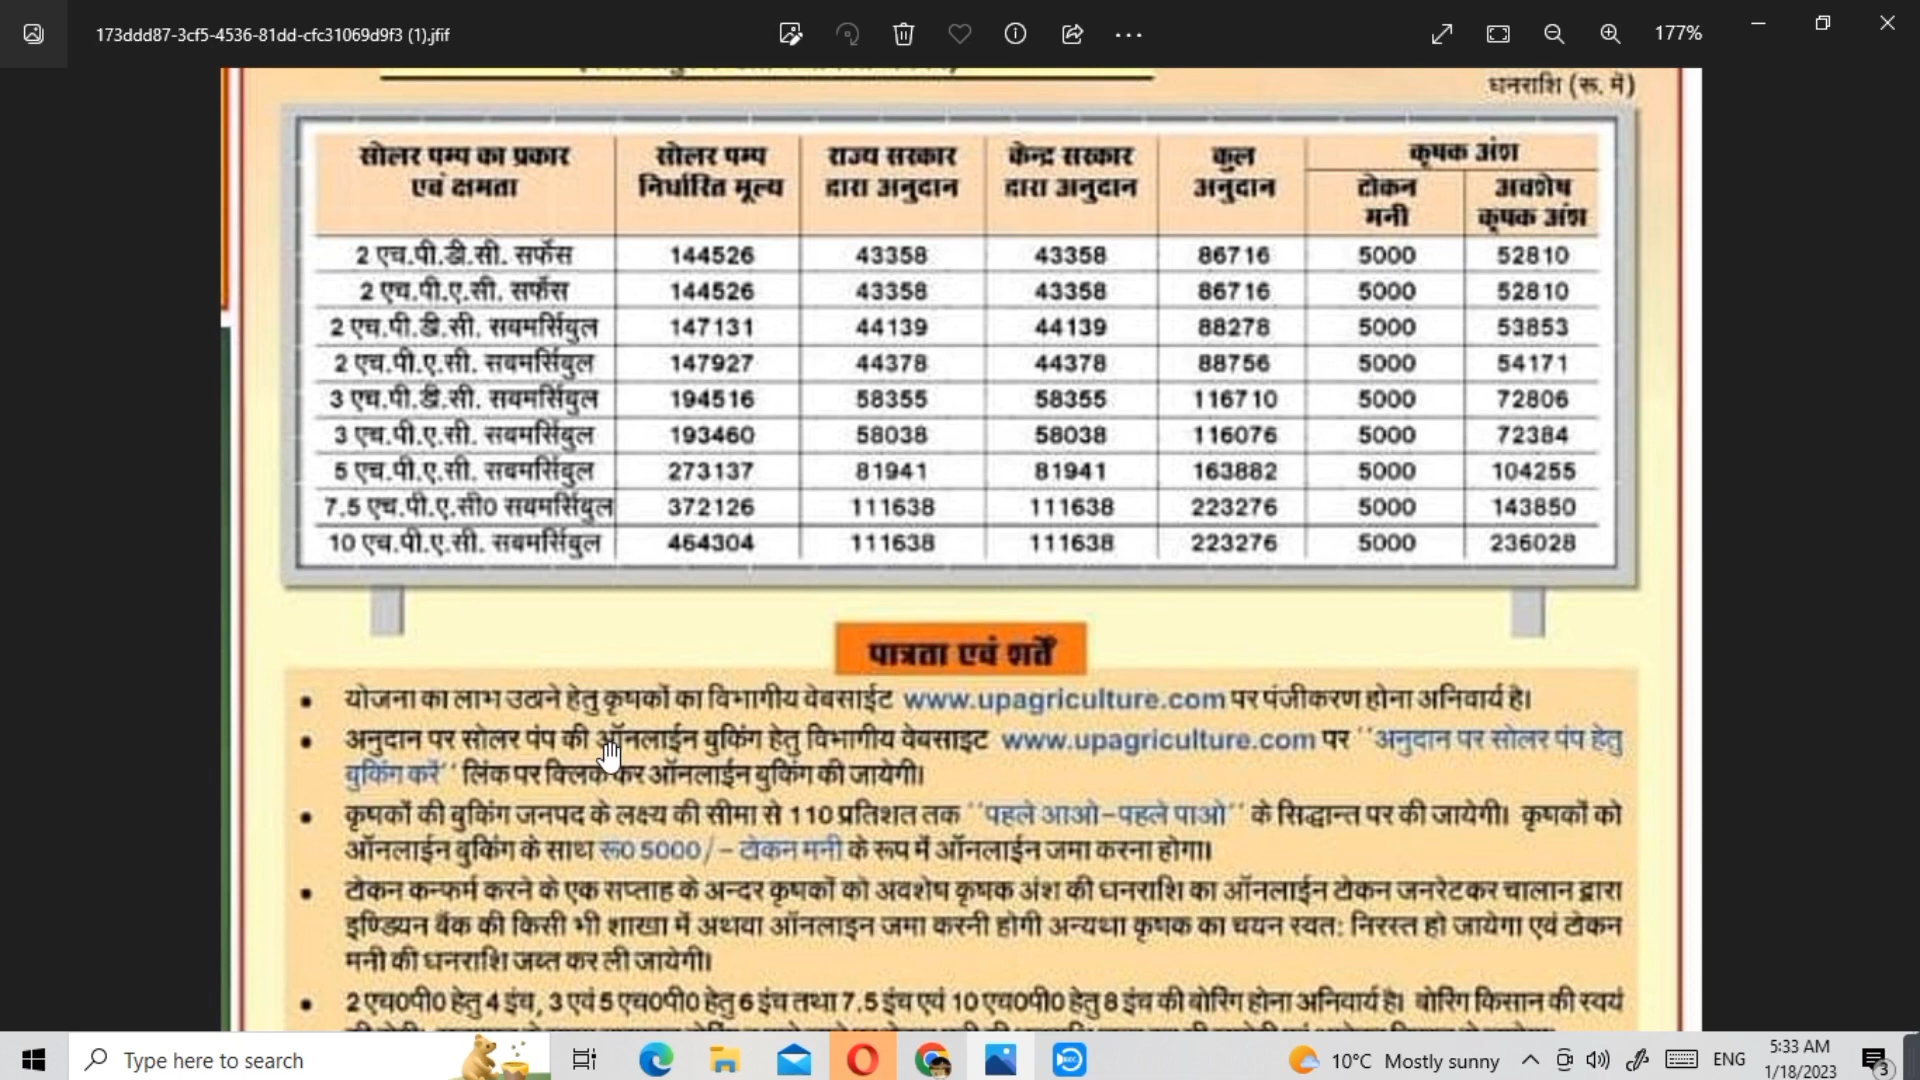 173ddd87-3cf5-4536-81dd-cfc31069d9f3 (1).jfif
177%
धनराशि (रू. में)
सोलर पम्प का प्रकार एवं क्षमता | सोलर पम्प निर्धारित मूल्य | राज्य सरकार द्वारा अनुदान | केन्द्र सरकार द्वारा अनुदान | कुल अनुदान | कृषक अंश
टोकन मनी | अवशेष कृषक अंश
2 एच.पी.डी.सी. सर्फेस 144526 43358 43358 86716 5000 52810
2 एच.पी.ए.सी. सर्फेस 144526 43358 43358 86716 5000 52810
2 एच.पी.डी.सी. सबमर्सिबुल 147131 44139 44139 88278 5000 53853
2 एच.पी.ए.सी. सबमर्सिबुल 147927 44378 44378 88756 5000 54171
3 एच.पी.डी.सी. सबमर्सिबुल 194516 58355 58355 116710 5000 72806
3 एच.पी.ए.सी. सबमर्सिबुल 193460 58038 58038 116076 5000 72384
5 एच.पी.ए.सी. सबमर्सिबुल 273137 81941 81941 163882 5000 104255
7.5 एच.पी.ए.सी0 सबमर्सिबुल 372126 111638 111638 223276 5000 143850
10 एच.पी.ए.सी. सबमर्सिबुल 464304 111638 111638 223276 5000 236028
पात्रता एवं शर्तें
• योजना का लाभ उठाने हेतु कृषकों का विभागीय वेबसाईट www.upagriculture.com पर पंजीकरण होना अनिवार्य है।
• अनुदान पर सोलर पंप की ऑनलाईन बुकिंग हेतु विभागीय वेबसाइट www.upagriculture.com पर ''अनुदान पर सोलर पंप हेतु
बुकिंग करें'' लिंक पर क्लिक कर ऑनलाईन बुकिंग की जायेगी।
• कृषकों की बुकिंग जनपद के लक्ष्य की सीमा से 110 प्रतिशत तक ''पहले आओ-पहले पाओ'' के सिद्धान्त पर की जायेगी। कृषकों को
ऑनलाईन बुकिंग के साथ रू0 5000/- टोकन मनी के रूप में ऑनलाईन जमा करना होगा।
• टोकन कन्फर्म करने के एक सप्ताह के अन्दर कृषकों को अवशेष कृषक अंश की धनराशि का ऑनलाईन टोकन जनरेटकर चालान द्वारा
इण्डियन बैंक की किसी भी शाखा में अथवा ऑनलाइन जमा करनी होगी अन्यथा कृषक का चयन स्वत: निरस्त हो जायेगा एवं टोकन
मनी की धनराशि जब्त कर ली जायेगी।
• 2 एच0पी0 हेतु 4 इंच, 3 एवं 5 एच0पी0 हेतु 6 इंच तथा 7.5 इंच एवं 10 एच0पी0 हेतु 8 इंच की बोरिंग होना अनिवार्य है। बोरिंग किसान की स्वयं
Type here to search
10°C Mostly sunny
ENG
5:33 AM
1/18/2023
3